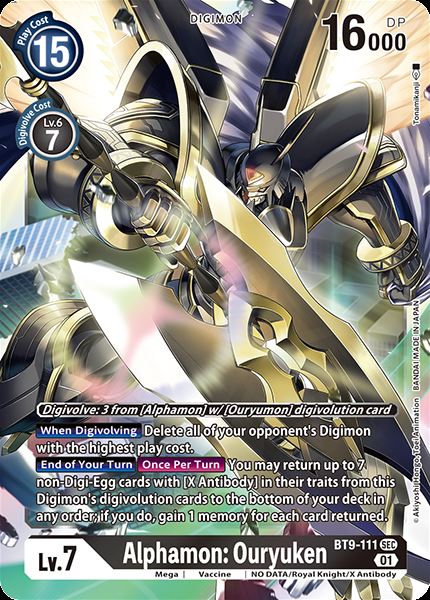 Play Cost
15
DIGIMON
16000
DP
Digivolve Cost
Lv.6
7
Tonamikanji
Digivolve: 3 from [Alphamon] w/ [Ouryumon] digivolution card
When Digivolving Delete all of your opponent's Digimon
with the highest play cost.
End of Your Turn Once Per Turn You may return up to 7
non-Digi-Egg cards with [X Antibody] in their traits from this
Digimon's digivolution cards to the bottom of your deck in
any order; if you do, gain 1 memory for each card returned.
©Akiyoshi Hongo, Toei Animation BANDAI MADE IN JAPAN
Lv.7
Alphamon: Ouryuken
BT9-111 SEC
01
Mega | Vaccine | NO DATA/Royal Knight/X Antibody